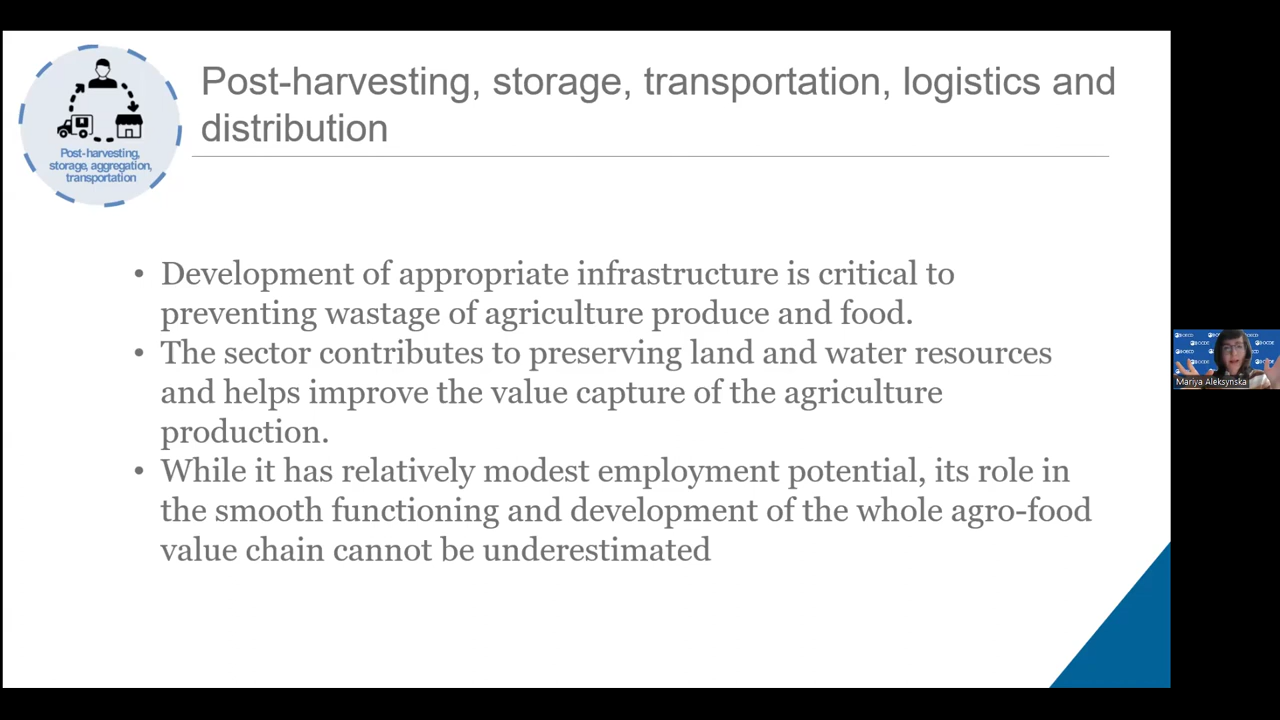 Post-harvesting, storage, transportation, logistics and
distribution
Post-harvesting,
storage, aggregation,
transportation
• Development of appropriate infrastructure is critical to
preventing wastage of agriculture produce and food.
• The sector contributes to preserving land and water resources
and helps improve the value capture of the agriculture
production.
• While it has relatively modest employment potential, its role in
the smooth functioning and development of the whole agro-food
value chain cannot be underestimated
Mariya Aleksynska